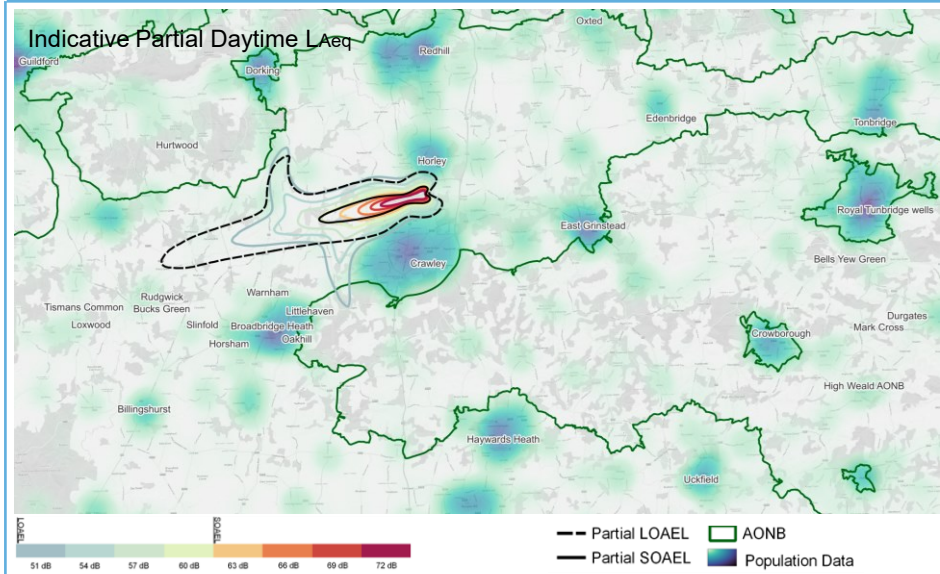 Indicative Partial Daytime LAeq
Oxted
Redhill
Guildford
Dorking
Edenbridge
Tonbridge
Hurtwood
Horley
Royal Tunbridge wells
East Grinstead
Bells Yew Green
Crawley
Warnham
Rudgwick
Tismans Common
Bucks Green
Littlehaven
Durgates
Loxwood
Slinfold
Broadbridge Heath
Mark Cross
Crowborough
Horsham
Oakhill
High Weald AONB
Billingshurst
Haywards Heath
Uckfield
LOAEL
SOAEL
51 dB 54 dB 57 dB 60 dB 63 dB 66 dB 69 dB 72 dB
Partial LOAEL
AONB
Partial SOAEL
Population Data